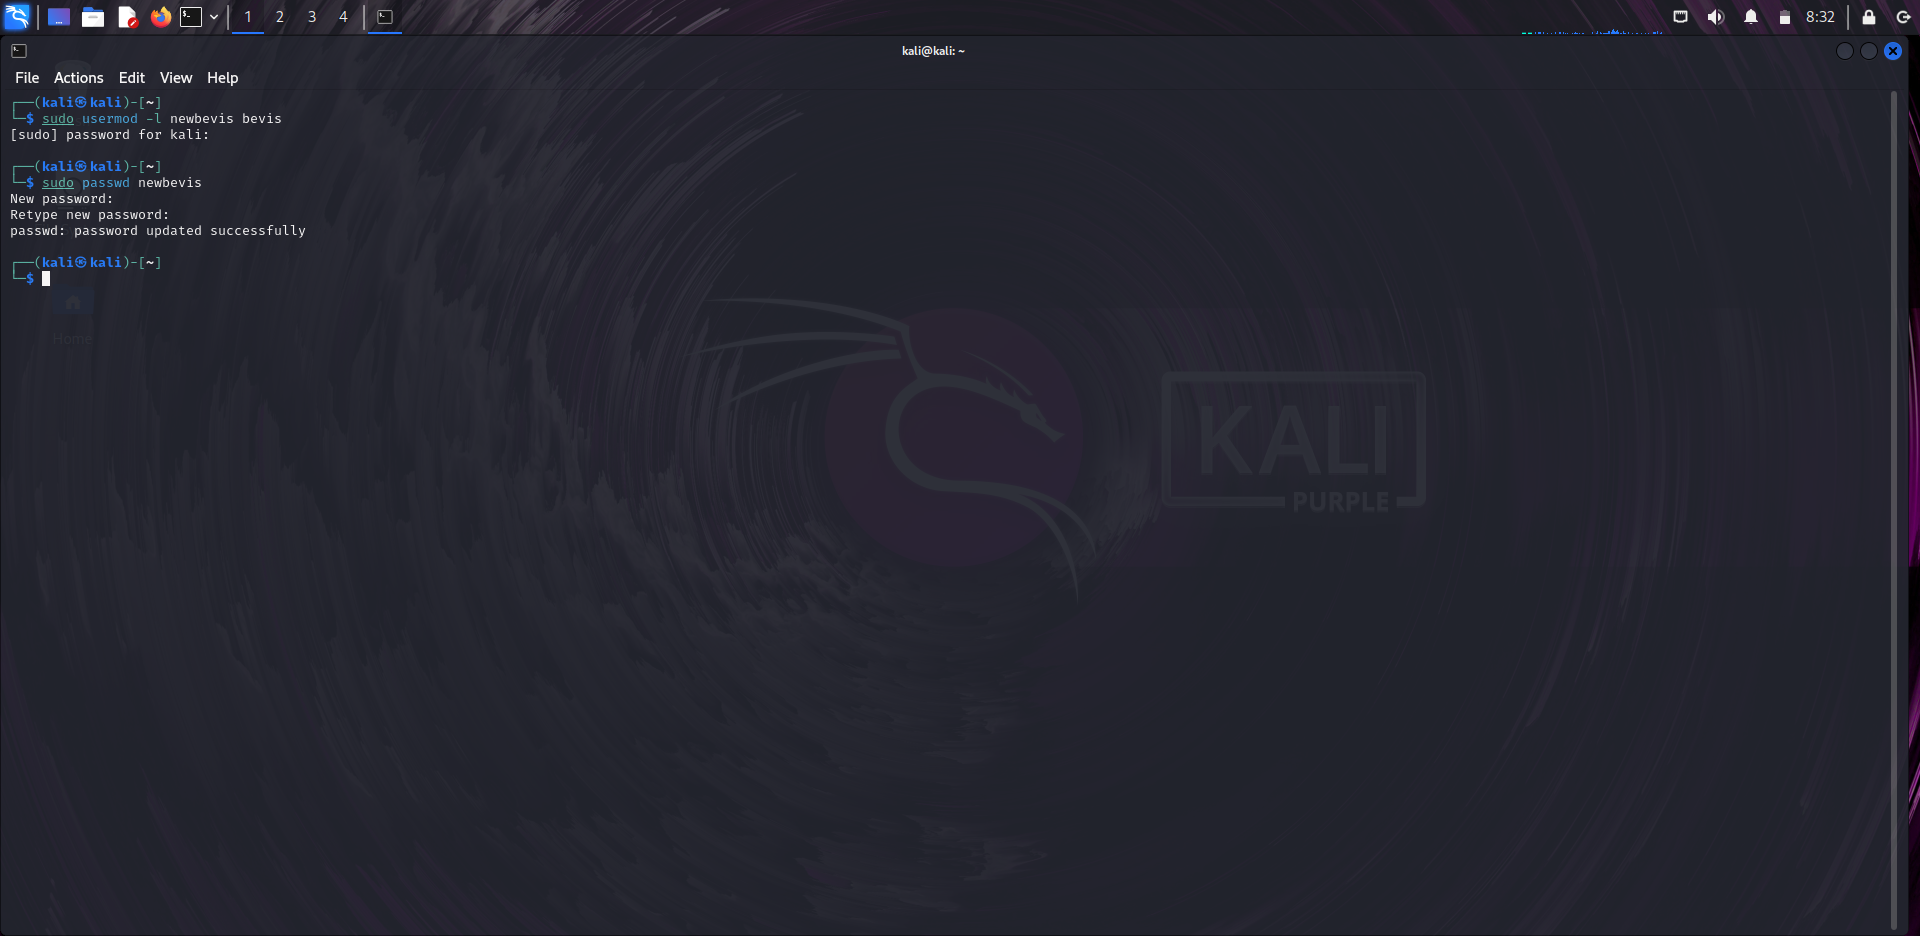 1 2 3 4 8:32
kali@kali: ~
File Actions Edit View Help
┌──(kali㉿kali)-[~]
└─$ sudo usermod -l newbevis bevis
[sudo] password for kali:
┌──(kali㉿kali)-[~]
└─$ sudo passwd newbevis
New password:
Retype new password:
passwd: password updated successfully
┌──(kali㉿kali)-[~]
└─$
Home
KALI
PURPLE